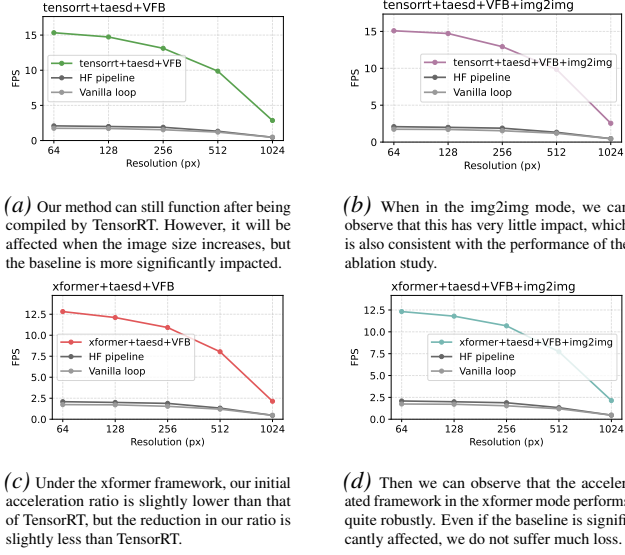 tensorrt+taesd+VFB
15
10
5
0
FPS
tensorrt+taesd+VFB
HF pipeline
Vanilla loop
64 128 256 512 1024
Resolution (px)
(a) Our method can still function after being
compiled by TensorRT. However, it will be
affected when the image size increases, but
the baseline is more significantly impacted.
tensorrt+taesd+VFB+img2img
15
10
5
0
FPS
tensorrt+taesd+VFB+img2img
HF pipeline
Vanilla loop
64 128 256 512 1024
Resolution (px)
(b) When in the img2img mode, we can
observe that this has very little impact, which
is also consistent with the performance of the
ablation study.
xformer+taesd+VFB
12.5
10.0
7.5
5.0
2.5
0.0
FPS
xformer+taesd+VFB
HF pipeline
Vanilla loop
64 128 256 512 1024
Resolution (px)
(c) Under the xformer framework, our initial
acceleration ratio is slightly lower than that
of TensorRT, but the reduction in our ratio is
slightly less than TensorRT.
xformer+taesd+VFB+img2img
12.5
10.0
7.5
5.0
2.5
0.0
FPS
xformer+taesd+VFB+img2img
HF pipeline
Vanilla loop
64 128 256 512 1024
Resolution (px)
(d) Then we can observe that the acceler-
ated framework in the xformer mode performs
quite robustly. Even if the baseline is signifi-
cantly affected, we do not suffer much loss.